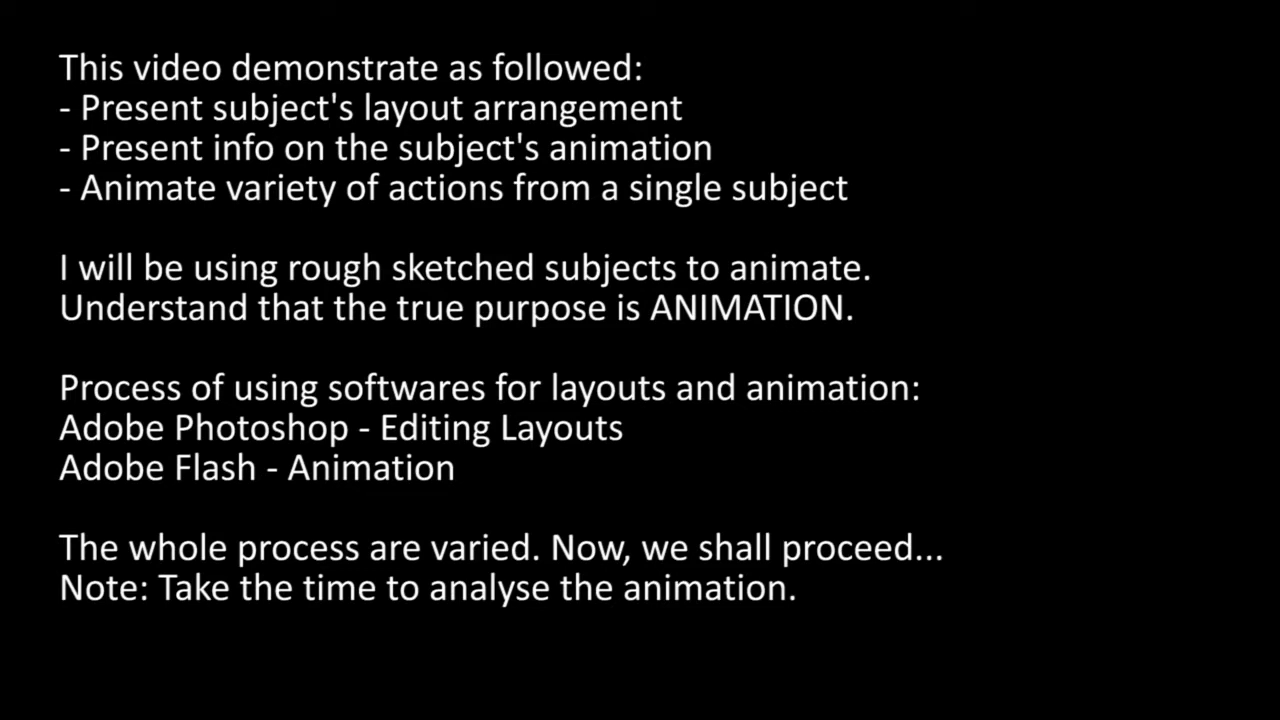 This video demonstrate as followed:
- Present subject's layout arrangement
- Present info on the subject's animation
- Animate variety of actions from a single subject
I will be using rough sketched subjects to animate.
Understand that the true purpose is ANIMATION.
Process of using softwares for layouts and animation:
Adobe Photoshop - Editing Layouts
Adobe Flash - Animation
The whole process are varied. Now, we shall proceed...
Note: Take the time to analyse the animation.